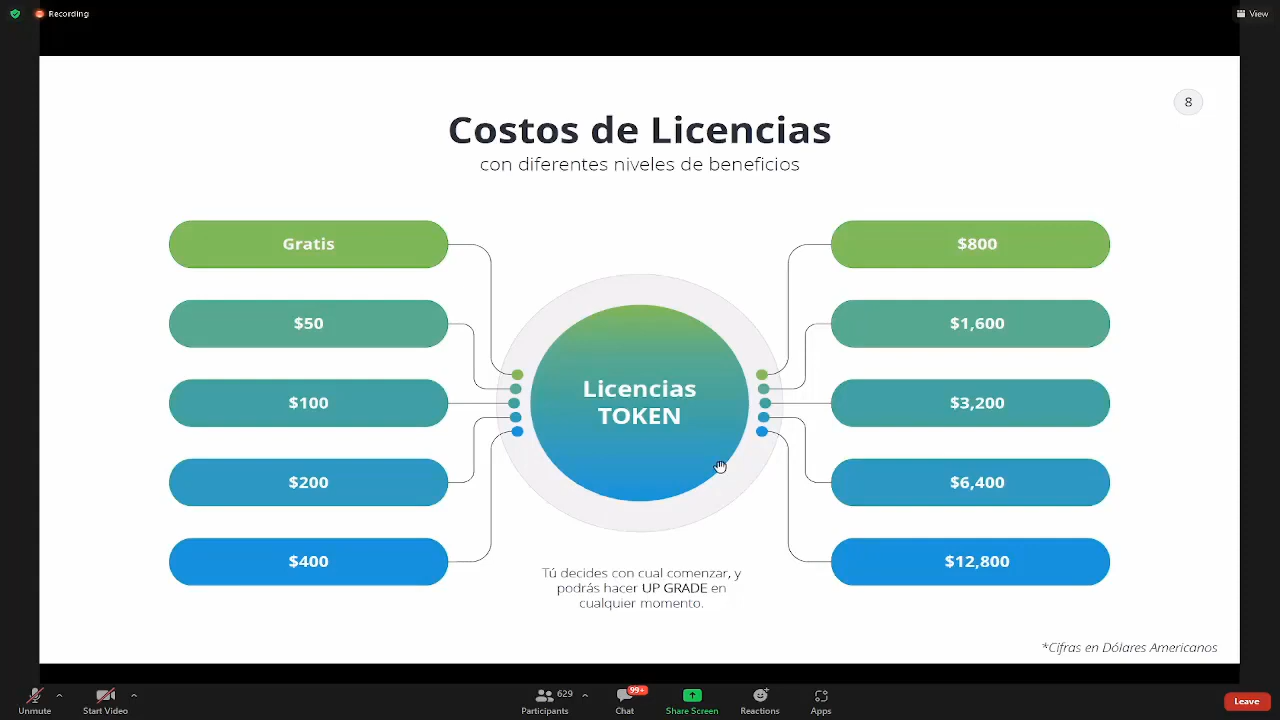 Recording
View
8
Costos de Licencias
con diferentes niveles de beneficios
Gratis
$50
$100
$200
$400
Licencias
TOKEN
$800
$1,600
$3,200
$6,400
$12,800
Tú decides con cual comenzar, y
podrás hacer UP GRADE en
cualquier momento.
*Cifras en Dólares Americanos
Unmute
Start Video
629
Participants
99+
Chat
Share Screen
Reactions
Apps
Leave